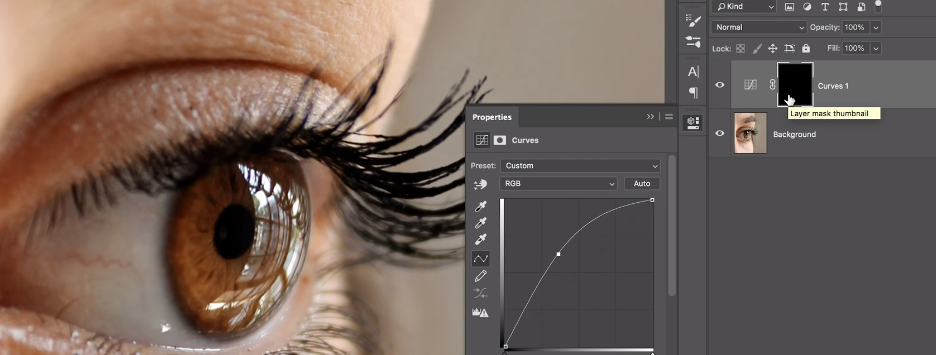 Kind
Normal
Opacity: 100%
Lock:
Fill: 100%
Curves 1
Layer mask thumbnail
Background
Properties
Curves
Preset: Custom
RGB
Auto